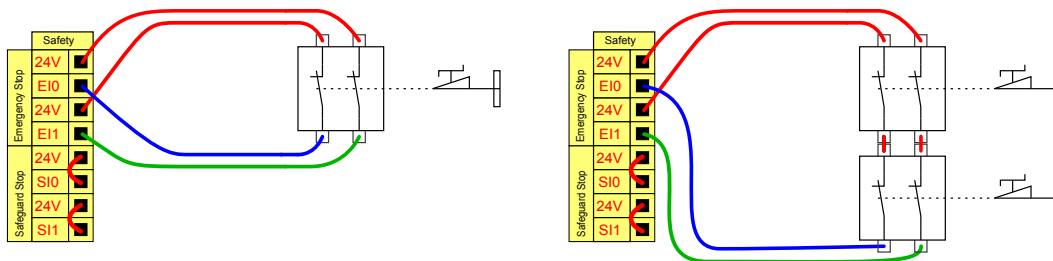 Safety
Emergency Stop
24V
EI0
24V
EI1
Safeguard Stop
24V
SI0
24V
SI1
Safety
Emergency Stop
24V
EI0
24V
EI1
Safeguard Stop
24V
SI0
24V
SI1